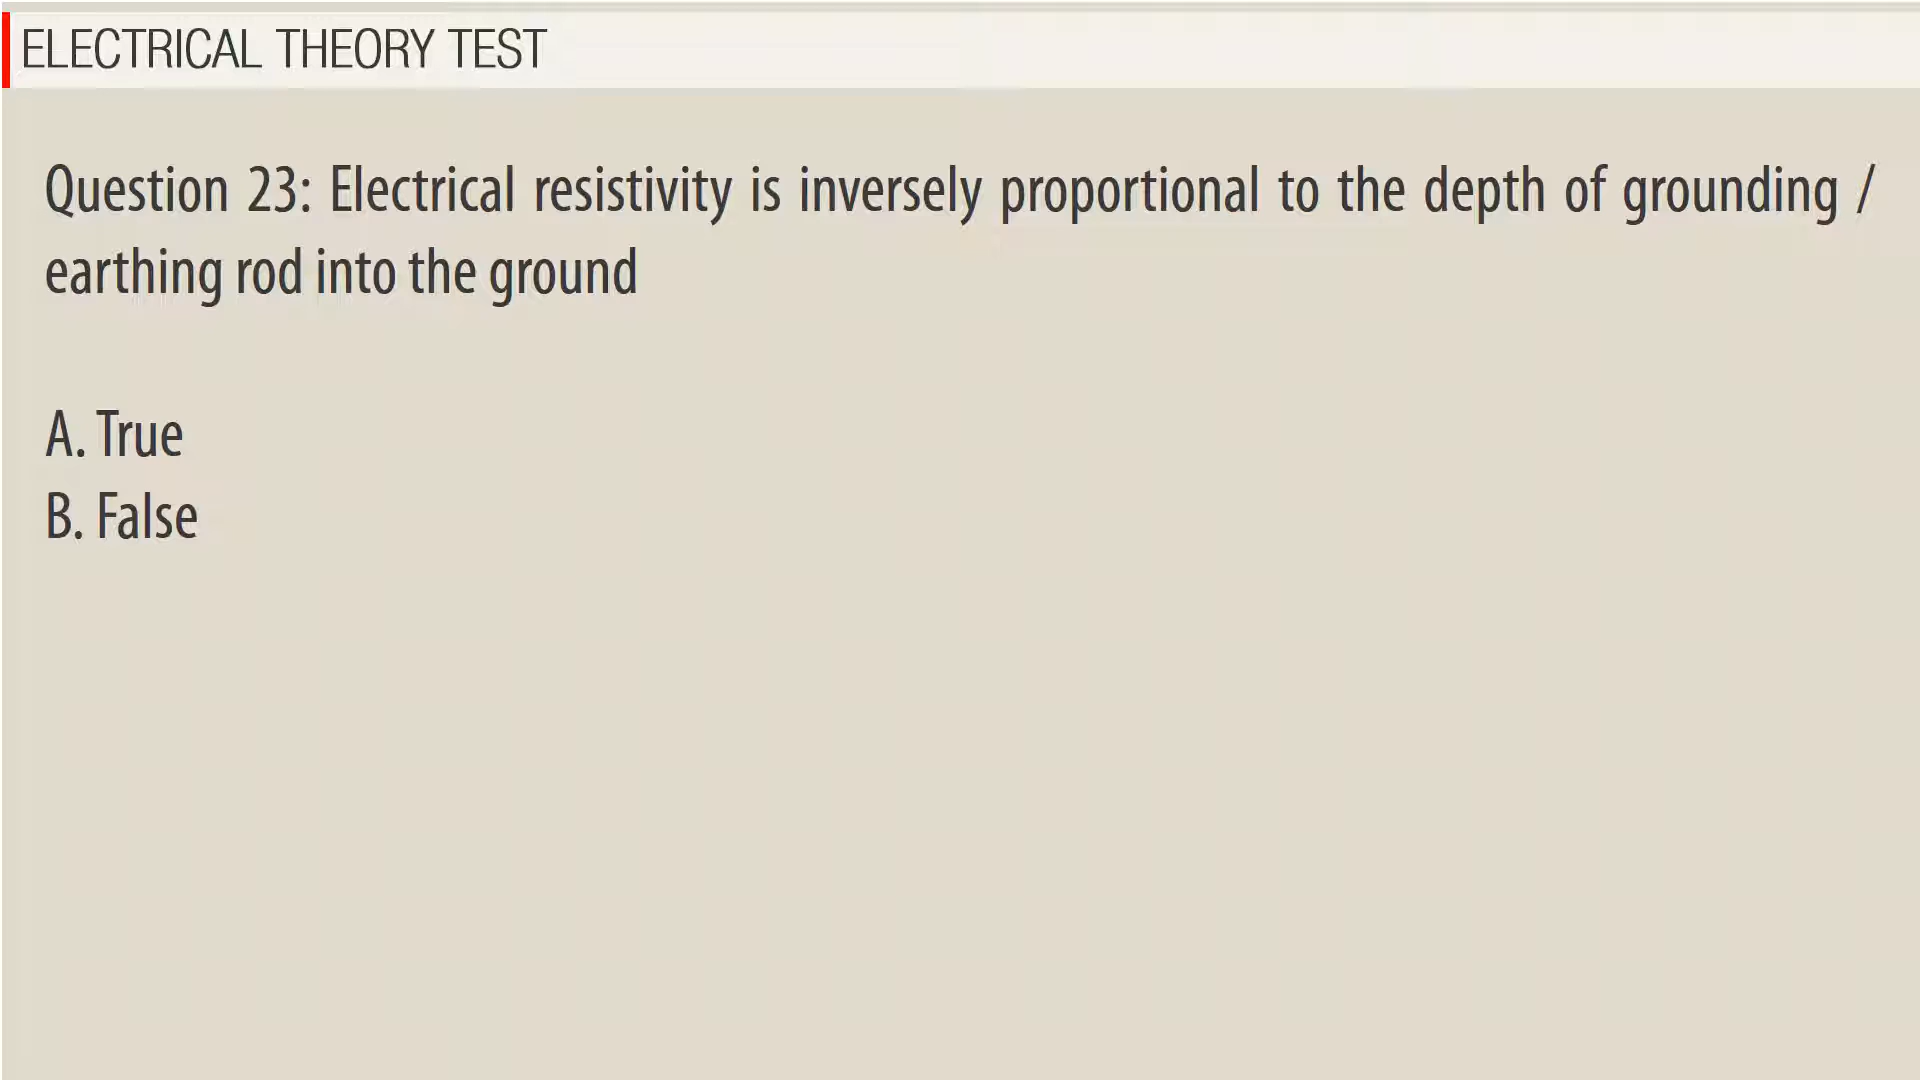 ELECTRICAL THEORY TEST
Question 23: Electrical resistivity is inversely proportional to the depth of grounding /
earthing rod into the ground
A. True
B. False